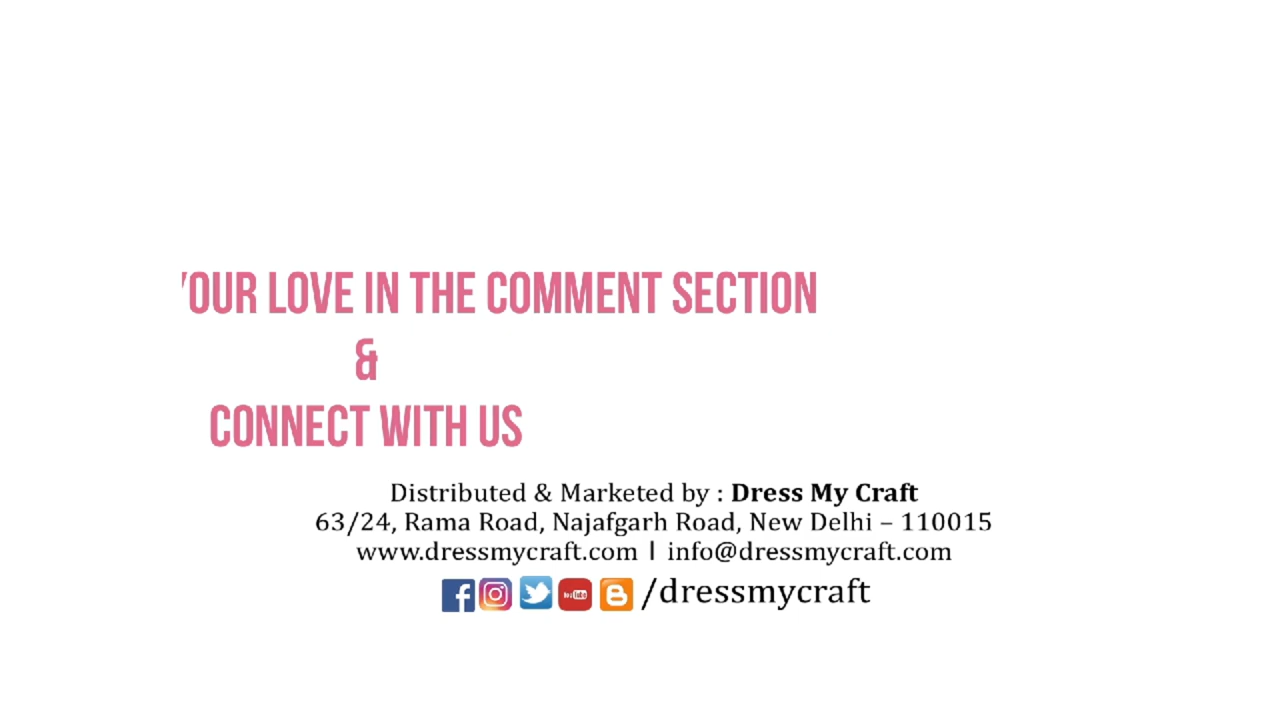 YOUR LOVE IN THE COMMENT SECTION
&
CONNECT WITH US
Distributed & Marketed by : Dress My Craft
63/24, Rama Road, Najafgarh Road, New Delhi – 110015
www.dressmycraft.com | info@dressmycraft.com
/dressmycraft